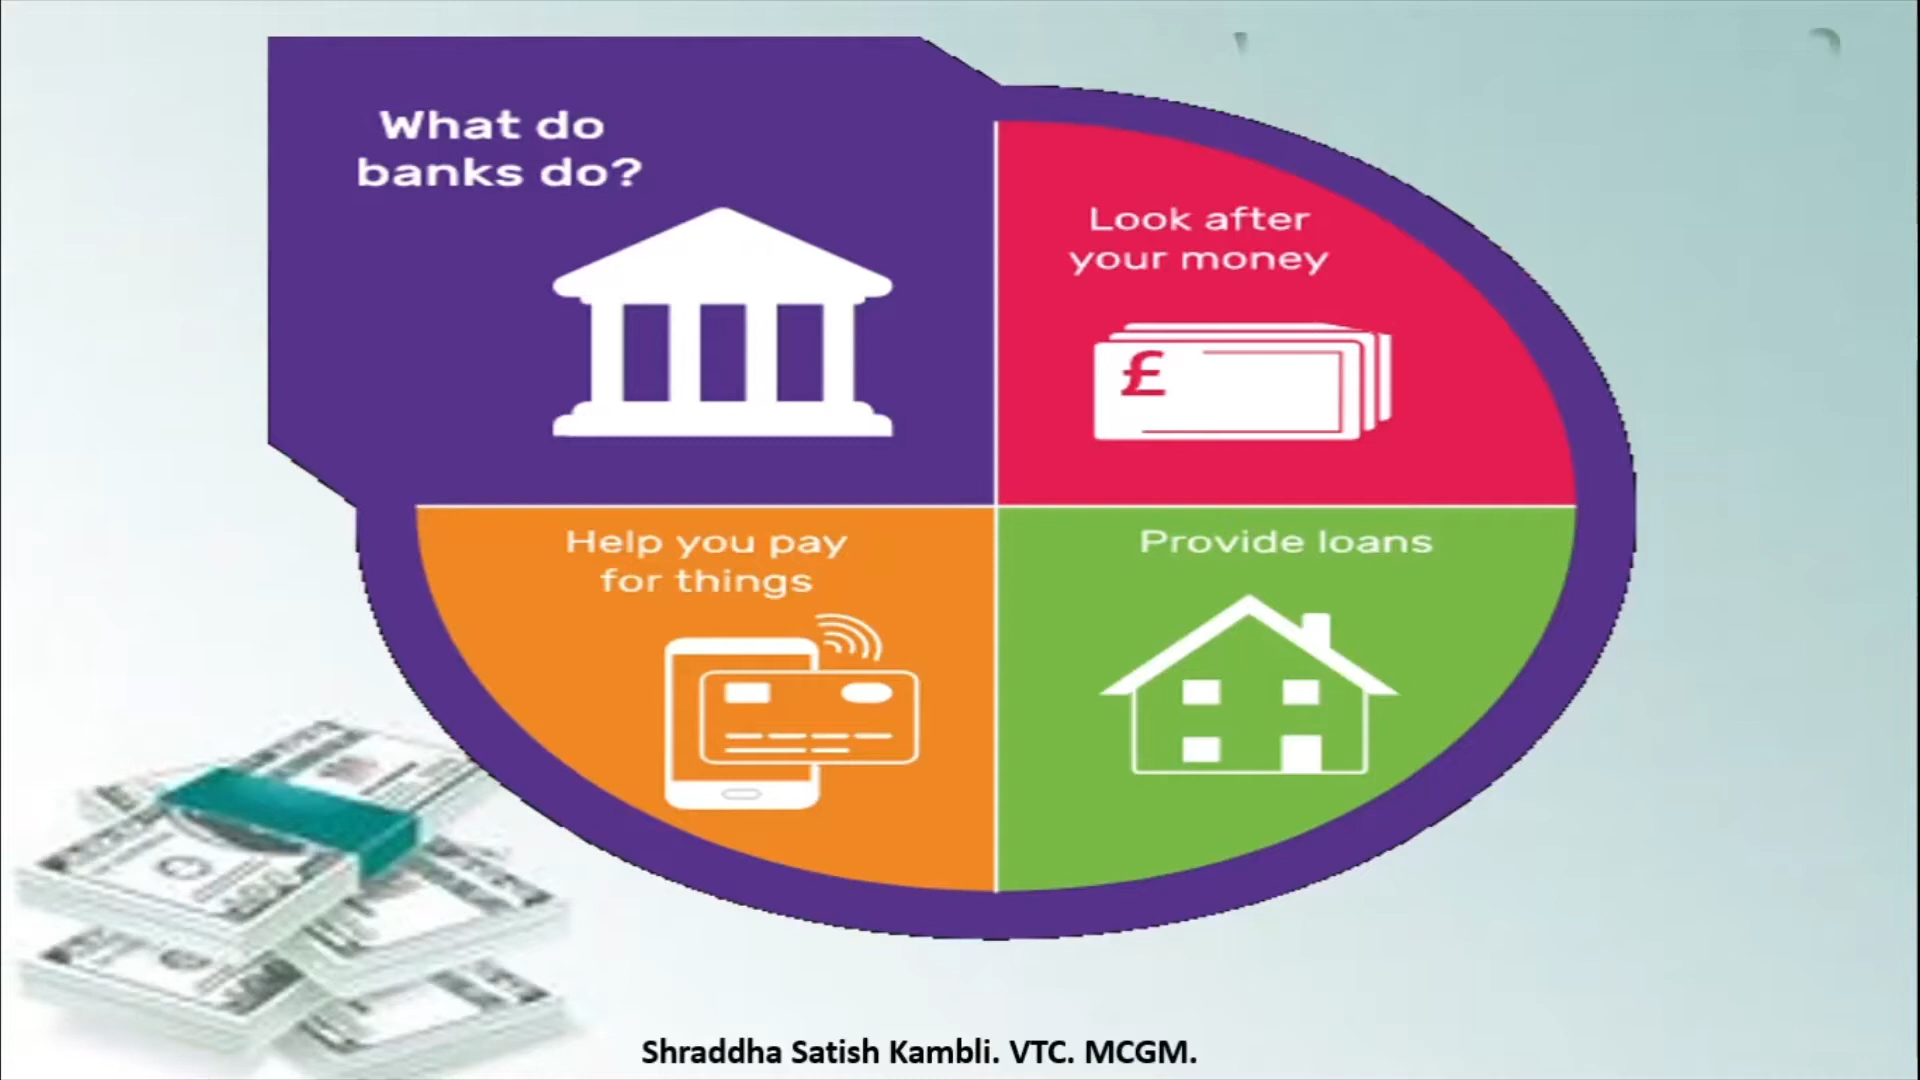 What do
banks do?
Look after
your money
£
Help you pay
for things
Provide loans
Shraddha Satish Kambli. VTC. MCGM.